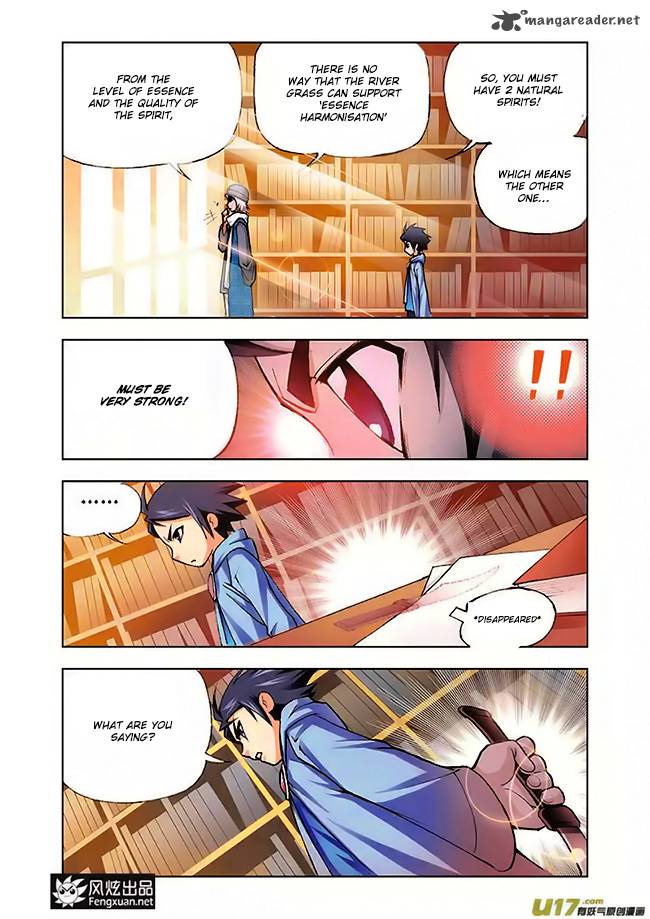 mangareader.net
FROM THE
LEVEL OF ESSENCE
AND THE QUALITY OF
THE SPIRIT,
THERE IS NO
WAY THAT THE RIVER
GRASS CAN SUPPORT
'ESSENCE
HARMONISATION'
SO, YOU MUST
HAVE 2 NATURAL
SPIRITS!
WHICH MEANS
THE OTHER
ONE...
MUST BE
VERY STRONG!
!!
......
*DISAPPEARED*
WHAT ARE YOU
SAYING?
风炫出品
Fengxuan.net
U17.com
有妖气原创漫画